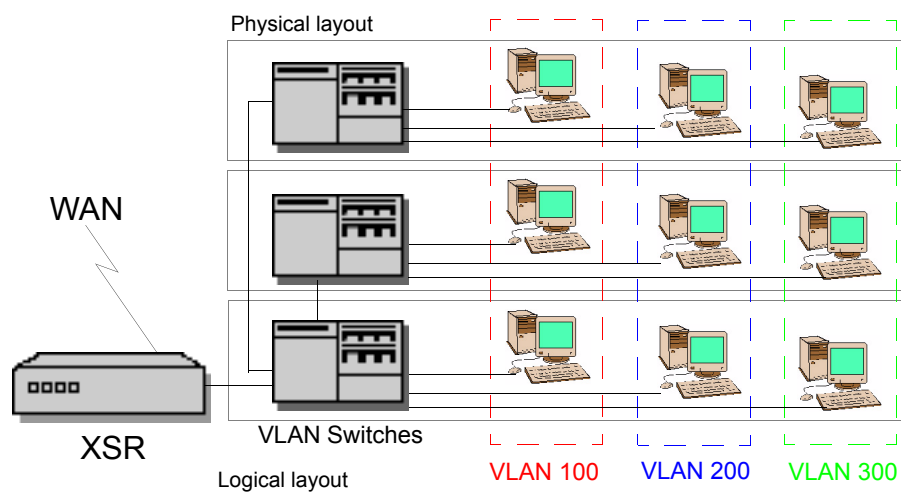 Physical layout
WAN
XSR
VLAN Switches
Logical layout
VLAN 100
VLAN 200
VLAN 300